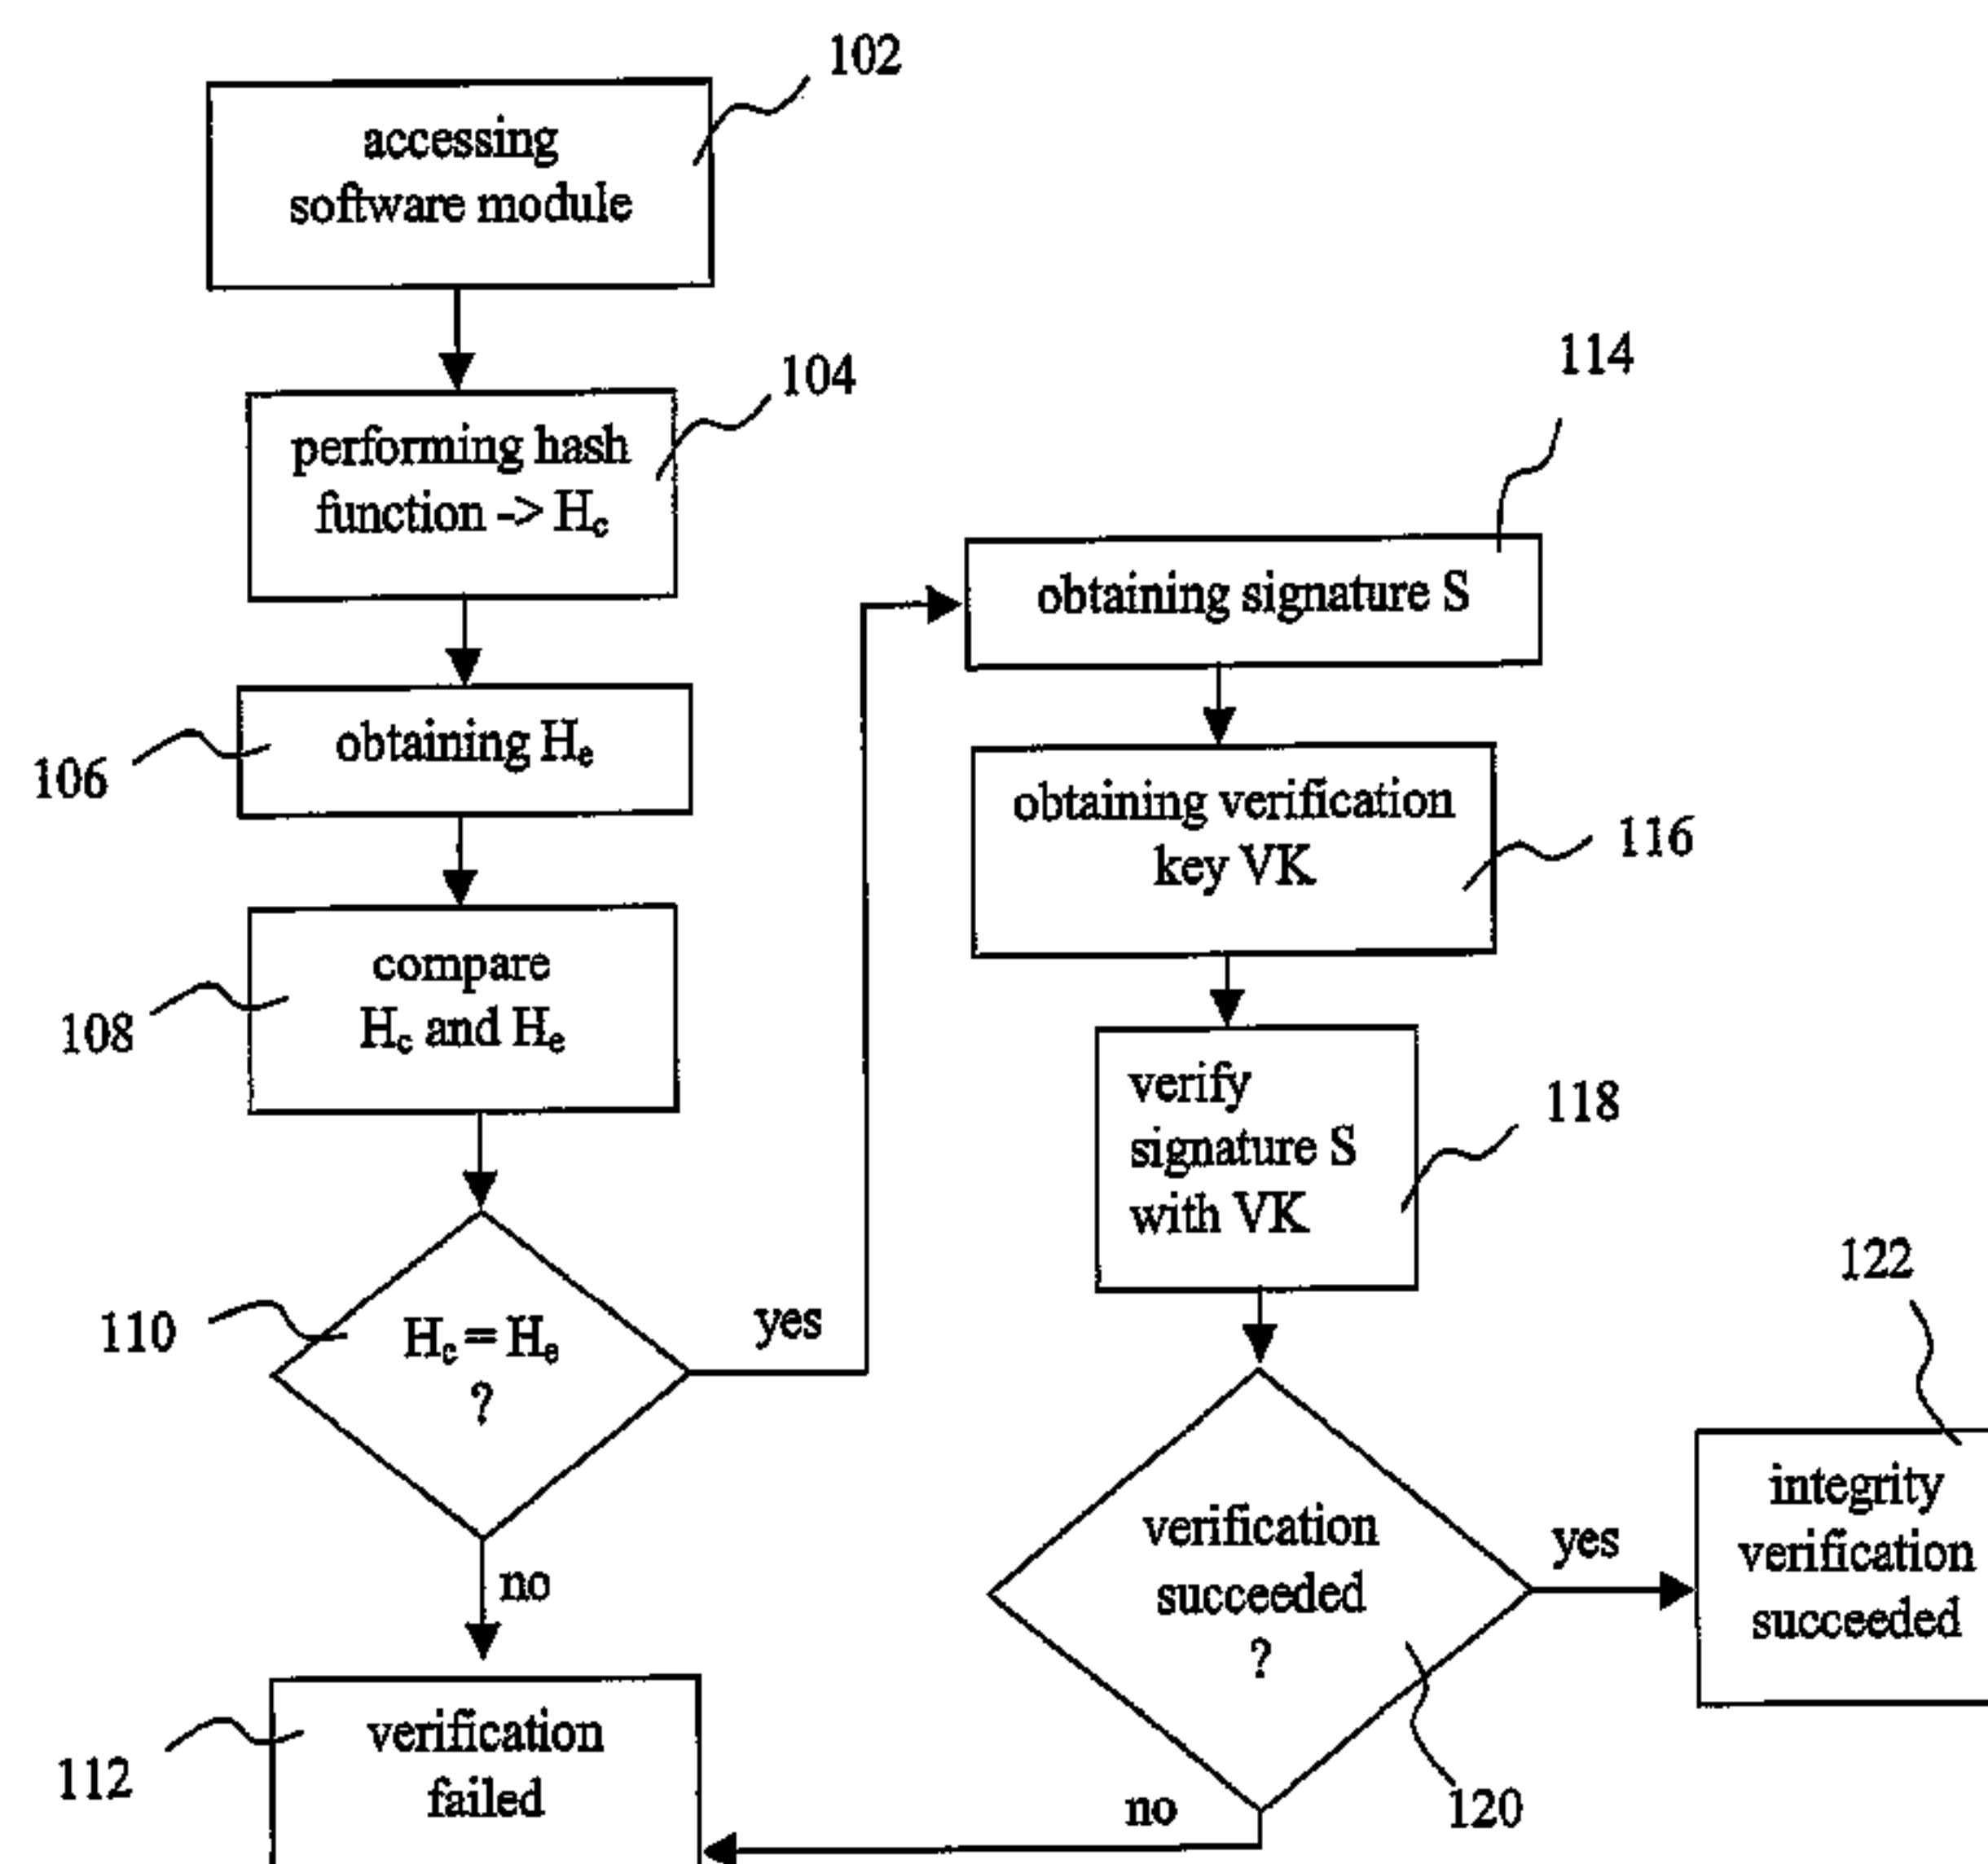 102
accessing
software module
104
performing hash
function -> Hc
106
obtaining He
108
compare
Hc and He
110
Hc = He
?
yes
no
112
verification
failed
114
obtaining signature S
116
obtaining verification
key VK
118
verify
signature S
with VK
120
verification
succeeded
?
yes
no
122
integrity
verification
succeeded